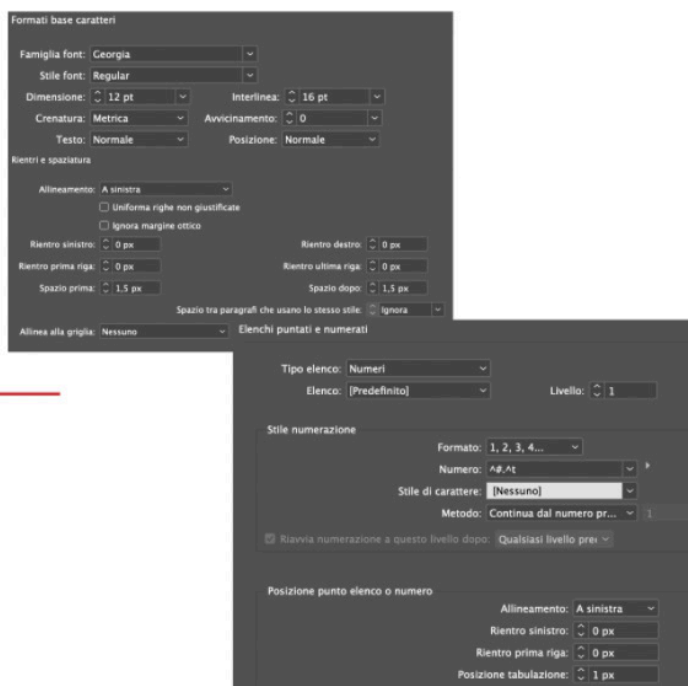 Formati base caratteri
Famiglia font: Georgia
Stile font: Regular
Dimensione: 12 pt Interlinea: 16 pt
Crenatura: Metrica Avvicinamento: 0
Testo: Normale Posizione: Normale
Rientri e spaziatura
Allineamento: A sinistra
Uniforma righe non giustificate
Ignora margine ottico
Rientro sinistro: 0 px Rientro destro: 0 px
Rientro prima riga: 0 px Rientro ultima riga: 0 px
Spazio prima: 1,5 px Spazio dopo: 1,5 px
Spazio tra paragrafi che usano lo stesso stile: Ignora
Allinea alla griglia: Nessuno
Elenchi puntati e numerati
Tipo elenco: Numeri
Elenco: [Predefinito] Livello: 1
Stile numerazione
Formato: 1, 2, 3, 4...
Numero: ^#.^t
Stile di carattere: [Nessuno]
Metodo: Continua dal numero pr... 1
Riavvia numerazione a questo livello dopo: Qualsiasi livello pre
Posizione punto elenco o numero
Allineamento: A sinistra
Rientro sinistro: 0 px
Rientro prima riga: 0 px
Posizione tabulazione: 1 px